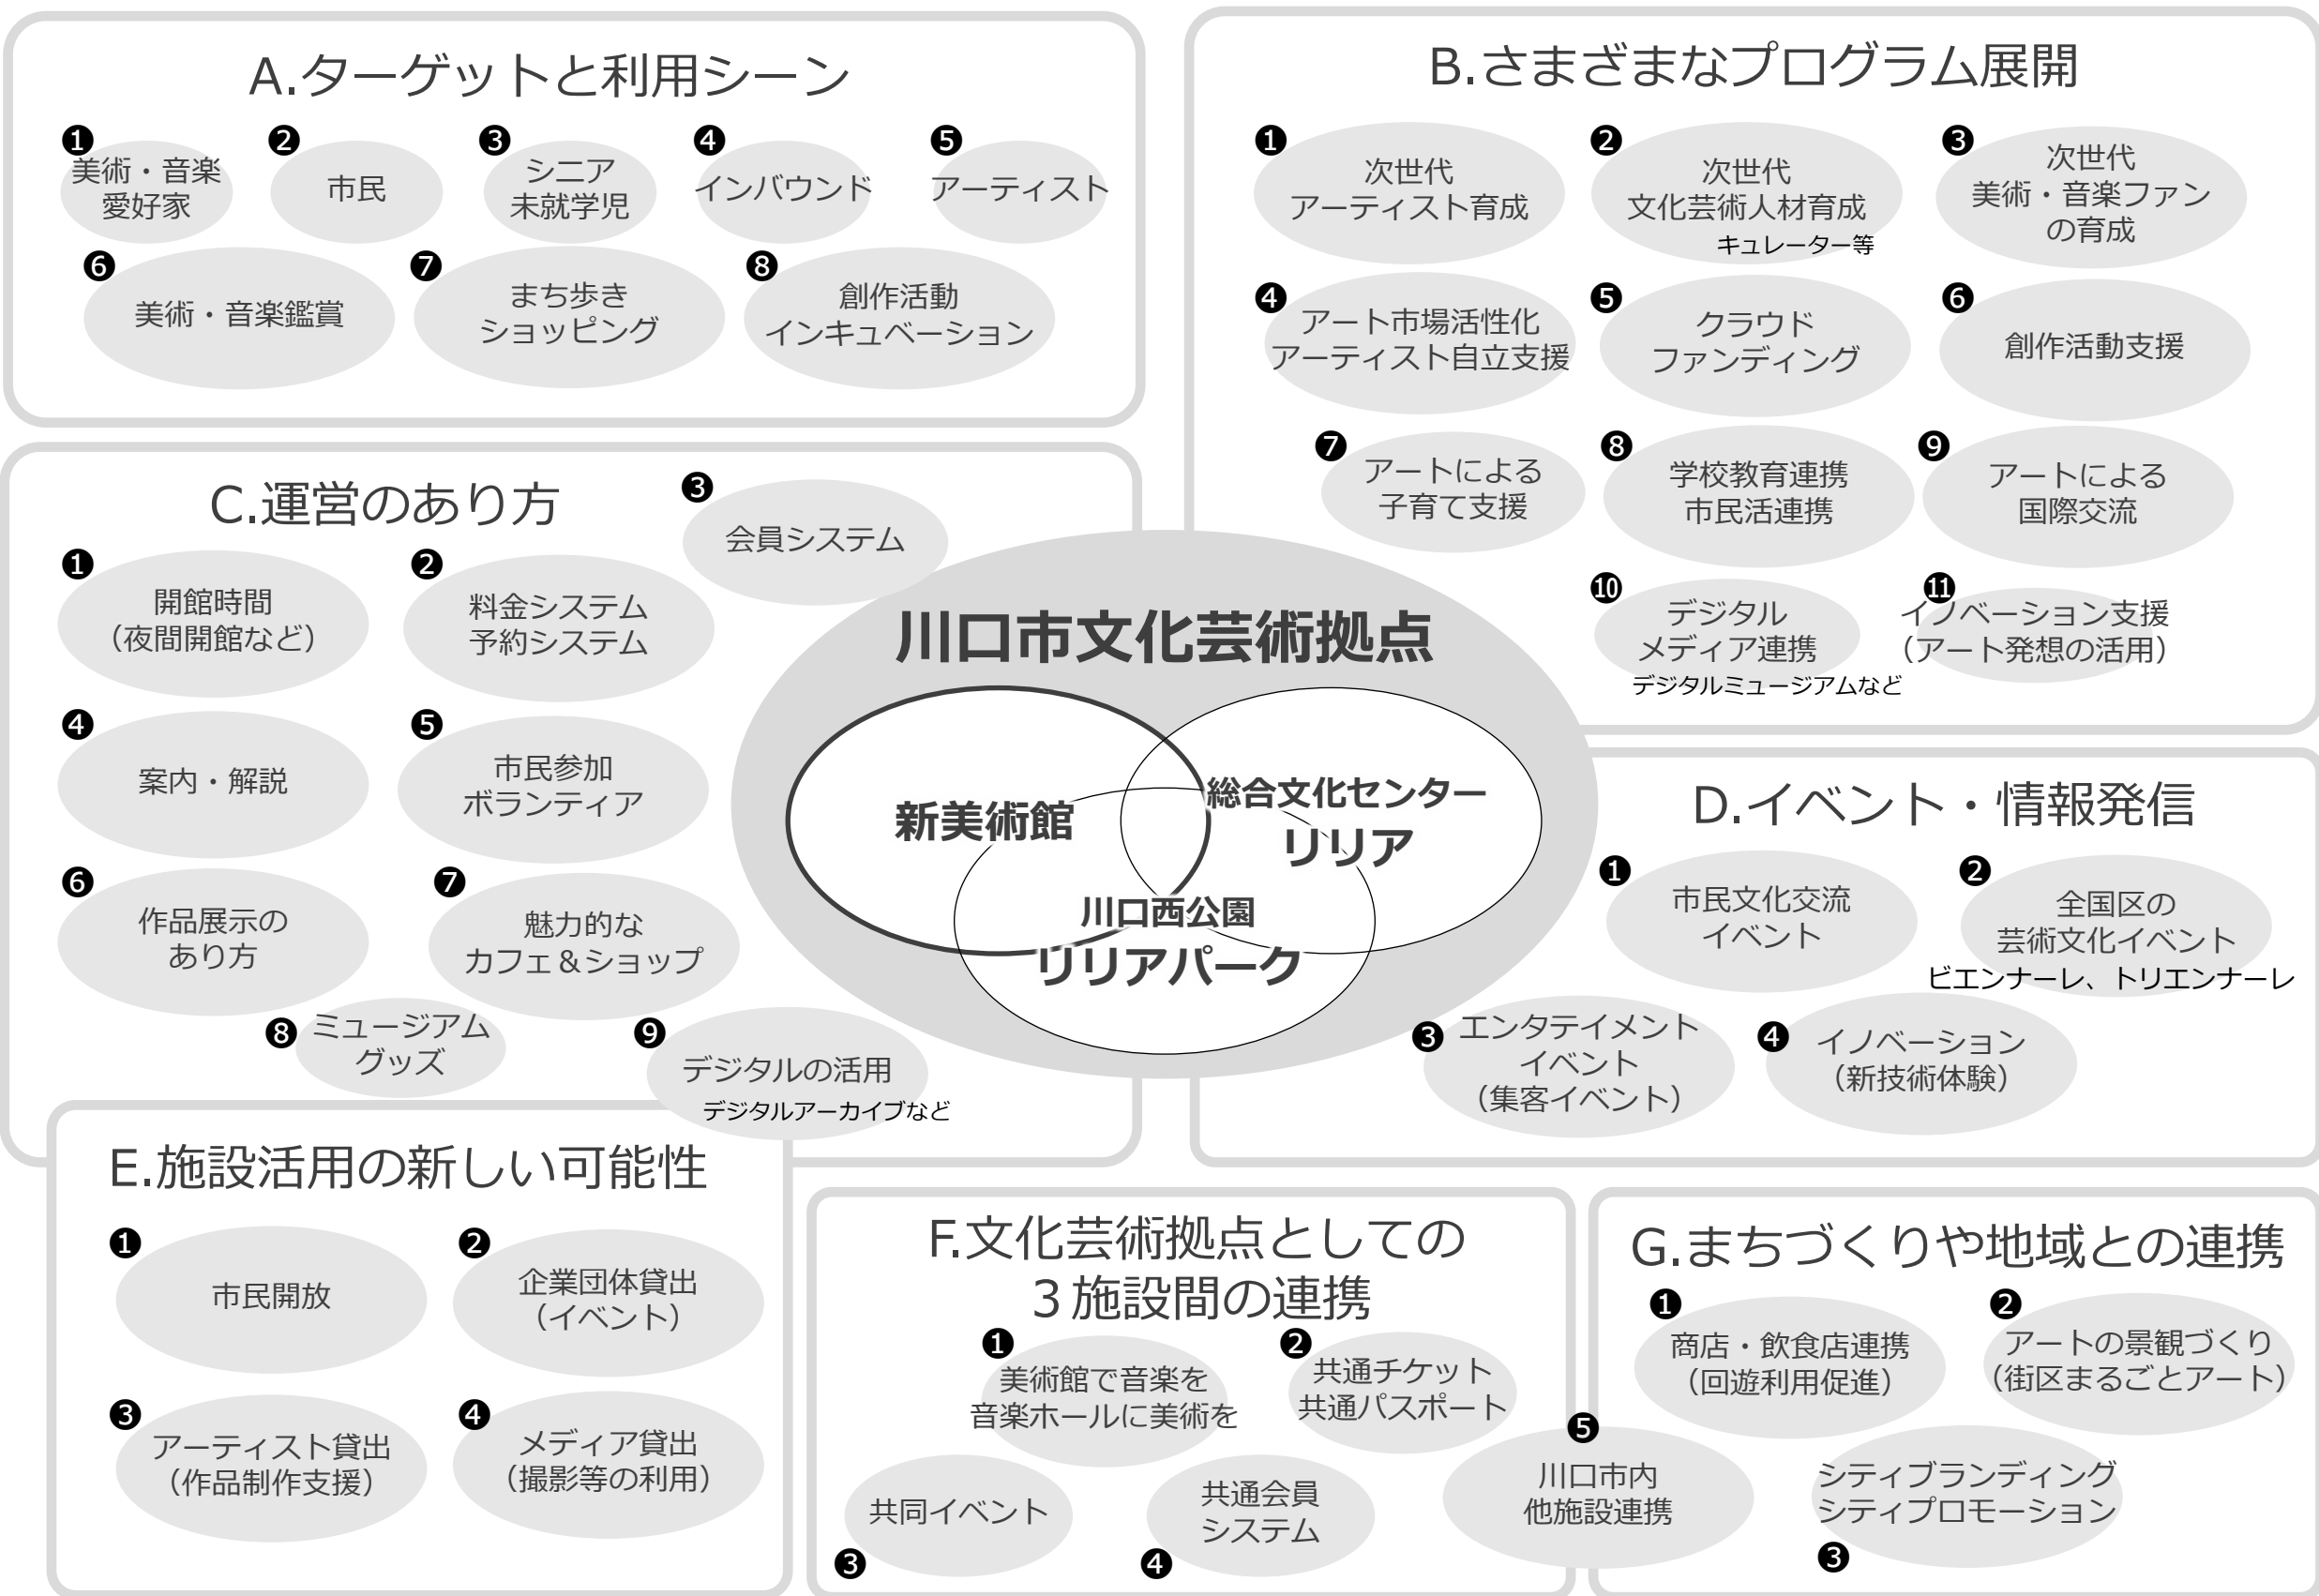 A.ターゲットと利用シーン
❶
美術・音楽
愛好家
❷
市民
❸
シニア
未就学児
❹
インバウンド
❺
アーティスト
❻
美術・音楽鑑賞
❼
まち歩き
ショッピング
❽
創作活動
インキュベーション
B.さまざまなプログラム展開
❶
次世代
アーティスト育成
❷
次世代
文化芸術人材育成
キュレーター等
❸
次世代
美術・音楽ファン
の育成
❹
アート市場活性化
アーティスト自立支援
❺
クラウド
ファンディング
❻
創作活動支援
❼
アートによる
子育て支援
❽
学校教育連携
市民活連携
❾
アートによる
国際交流
❿
デジタル
メディア連携
デジタルミュージアムなど
⓫
イノベーション支援
（アート発想の活用）
C.運営のあり方
❶
開館時間
（夜間開館など）
❷
料金システム
予約システム
❸
会員システム
❹
案内・解説
❺
市民参加
ボランティア
❻
作品展示の
あり方
❼
魅力的な
カフェ＆ショップ
❽
ミュージアム
グッズ
❾
デジタルの活用
デジタルアーカイブなど
川口市文化芸術拠点
新美術館
総合文化センター
リリア
川口西公園
リリアパーク
D.イベント・情報発信
❶
市民文化交流
イベント
❷
全国区の
芸術文化イベント
ビエンナーレ、トリエンナーレ
❸
エンタテイメント
イベント
（集客イベント）
❹
イノベーション
（新技術体験）
E.施設活用の新しい可能性
❶
市民開放
❷
企業団体貸出
（イベント）
❸
アーティスト貸出
（作品制作支援）
❹
メディア貸出
（撮影等の利用）
F.文化芸術拠点としての
３施設間の連携
❶
美術館で音楽を
音楽ホールに美術を
❷
共通チケット
共通パスポート
❸
共同イベント
❹
共通会員
システム
❺
川口市内
他施設連携
G.まちづくりや地域との連携
❶
商店・飲食店連携
（回遊利用促進）
❷
アートの景観づくり
（街区まるごとアート）
❸
シティブランディング
シティプロモーション